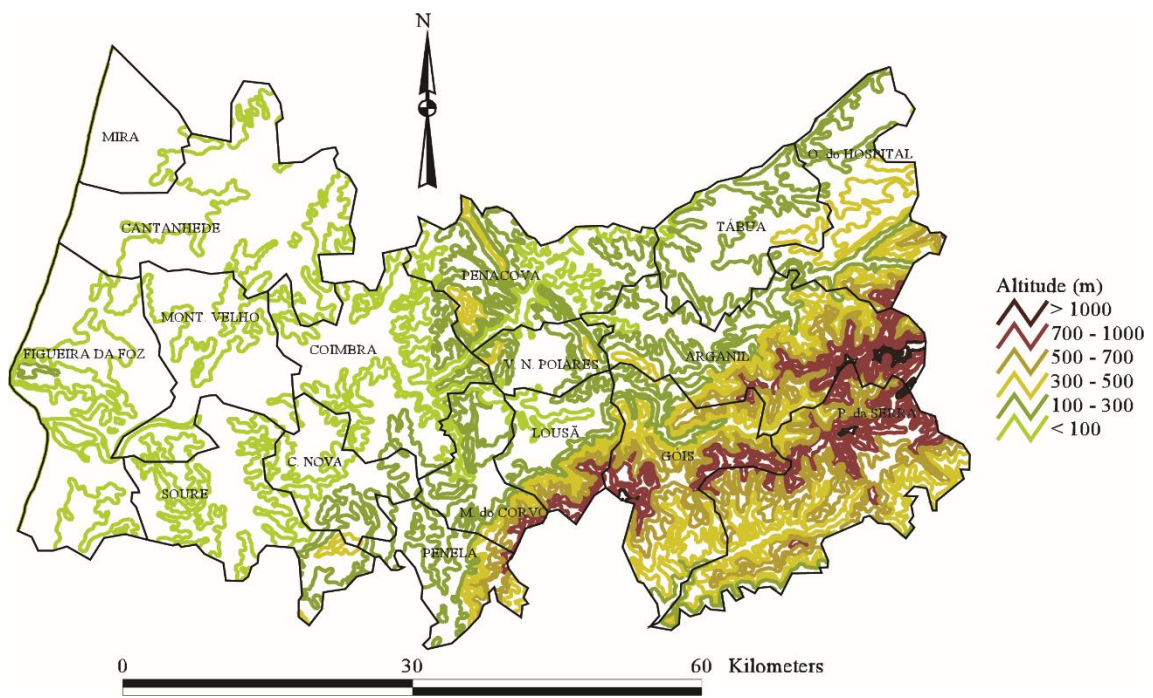 N
MIRA
O. do HOSPITAL
CANTANHEDE
TÁBUA
PENACOVA
Altitude (m)
> 1000
700 - 1000
500 - 700
300 - 500
100 - 300
< 100
MONT. VELHO
FIGUEIRA DA FOZ
COIMBRA
V. N. POIARES
ARGANIL
P. da SERRA
LOUSÃ
GÓIS
C. NOVA
SOURE
M. do CORVO
PENELA
0 30 60 Kilometers